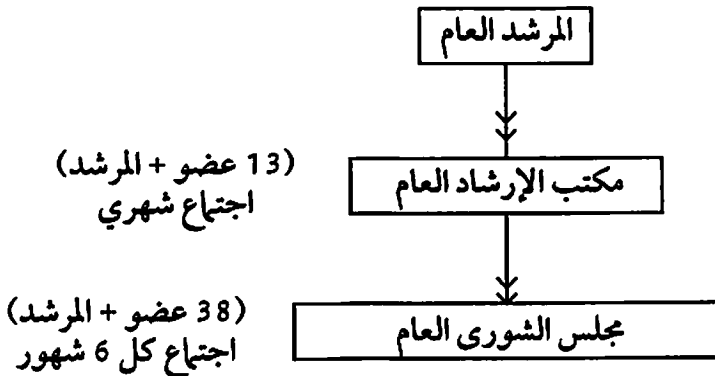 المرشد العام
(13 عضو + المرشد)
اجتماع شهري
مكتب الإرشاد العام
(38 عضو + المرشد)
اجتماع كل 6 شهور
مجلس الشورى العام